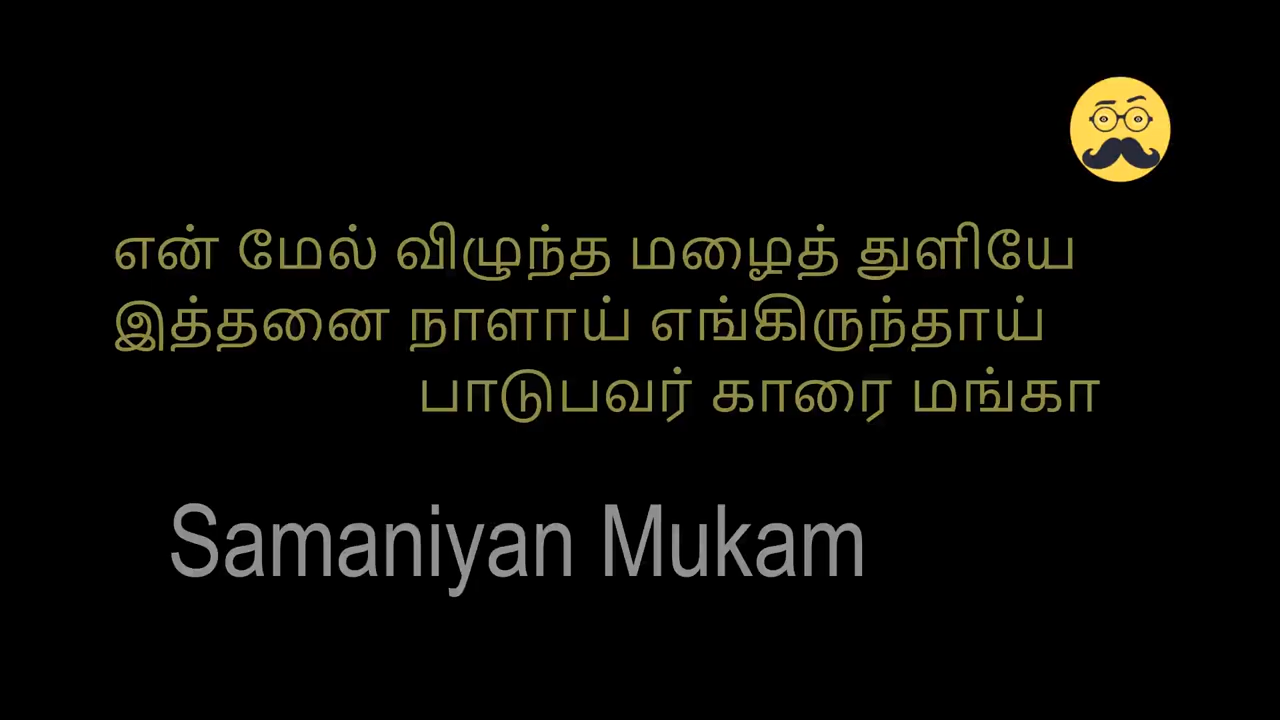 என் மேல் விழுந்த மழைத் துளியே
இத்தனை நாளாய் எங்கிருந்தாய்
பாடுபவர் காரை மங்கா
Samaniyan Mukam